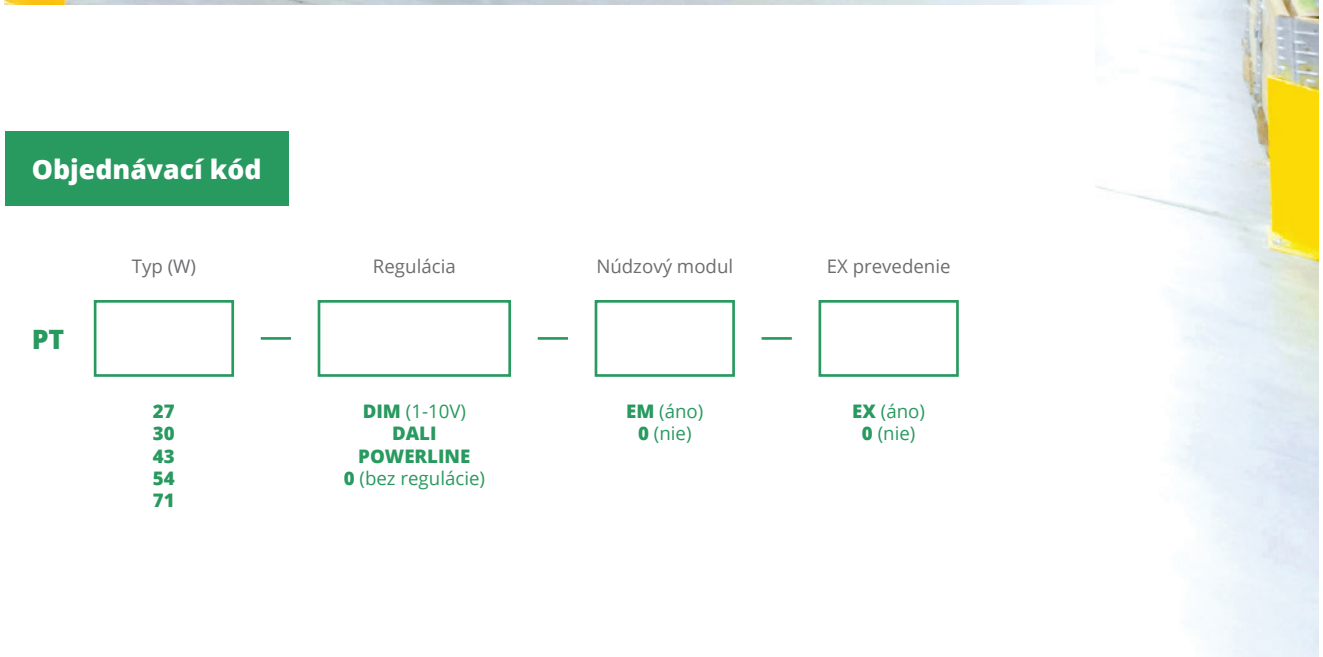 Objednávací kód
Typ (W) Regulácia Núdzový modul EX prevedenie
PT — — —
27 DIM (1-10V) EM (áno) EX (áno)
30 DALI 0 (nie) 0 (nie)
43 POWERLINE
54 0 (bez regulácie)
71